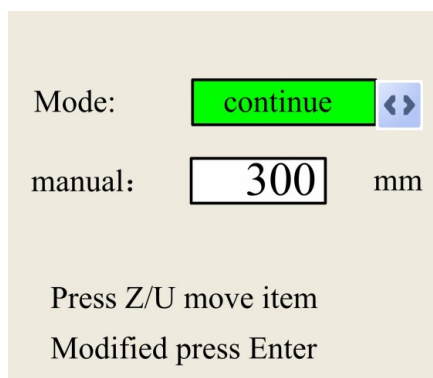 Mode: continue
manual： 300 mm
Press Z/U move item
Modified press Enter